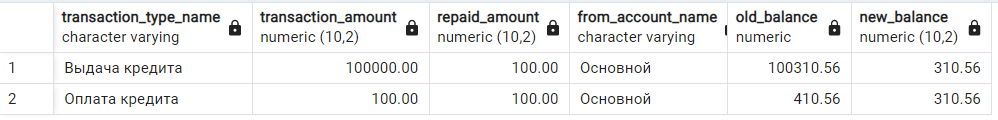 transaction_type_name transaction_amount repaid_amount from_account_name old_balance new_balance
character varying numeric (10,2) numeric (10,2) character varying numeric numeric (10,2)
1 Выдача кредита 100000.00 100.00 Основной 100310.56 310.56
2 Оплата кредита 100.00 100.00 Основной 410.56 310.56